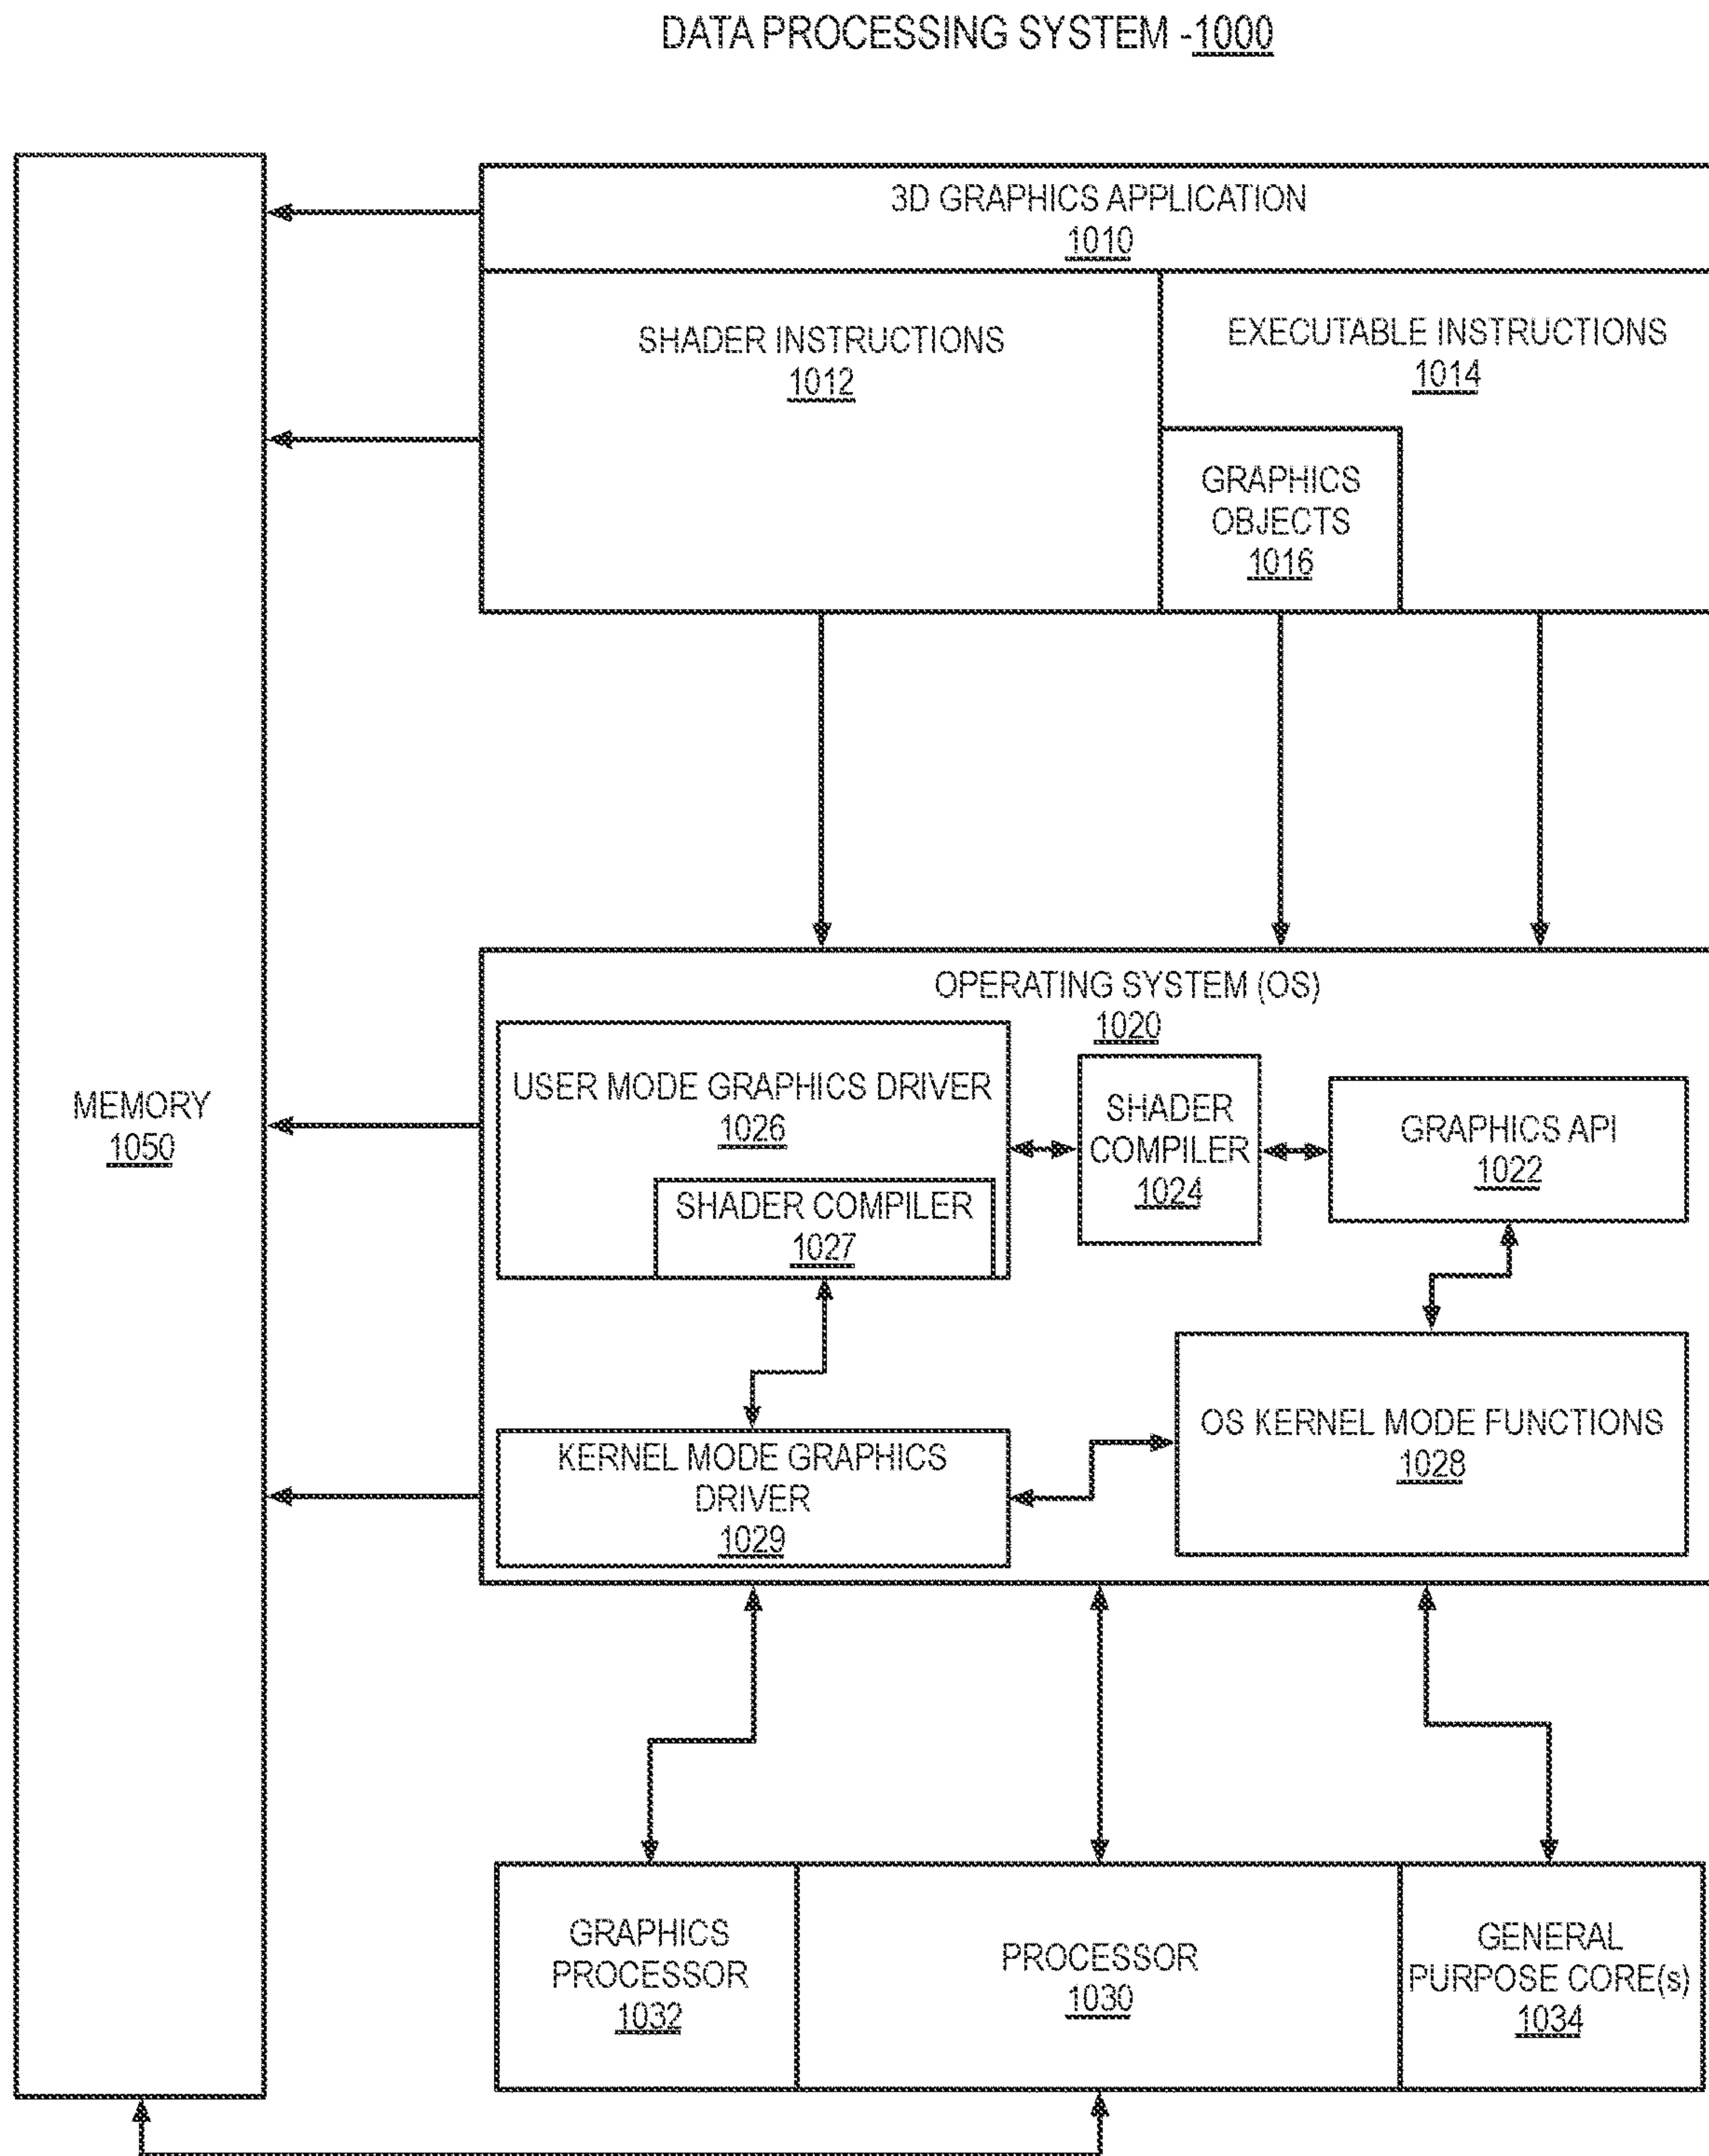 DATA PROCESSING SYSTEM -1000
3D GRAPHICS APPLICATION
1010
SHADER INSTRUCTIONS
1012
EXECUTABLE INSTRUCTIONS
1014
GRAPHICS
OBJECTS
1016
MEMORY
1050
OPERATING SYSTEM (OS)
1020
USER MODE GRAPHICS DRIVER
1026
SHADER COMPILER
1027
SHADER
COMPILER
1024
GRAPHICS API
1022
KERNEL MODE GRAPHICS
DRIVER
1029
OS KERNEL MODE FUNCTIONS
1028
GRAPHICS
PROCESSOR
1032
PROCESSOR
1030
GENERAL
PURPOSE CORE(s)
1034